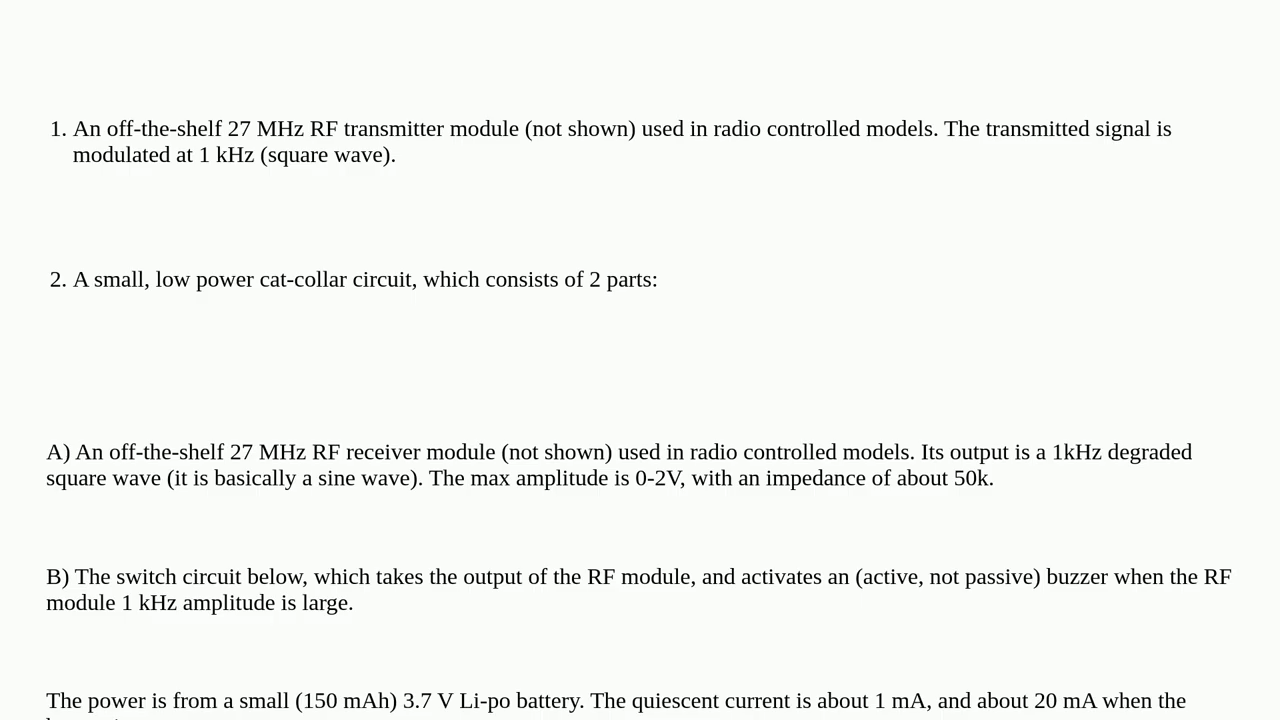 1. An off-the-shelf 27 MHz RF transmitter module (not shown) used in radio controlled models. The transmitted signal is
modulated at 1 kHz (square wave).
2. A small, low power cat-collar circuit, which consists of 2 parts:
A) An off-the-shelf 27 MHz RF receiver module (not shown) used in radio controlled models. Its output is a 1kHz degraded
square wave (it is basically a sine wave). The max amplitude is 0-2V, with an impedance of about 50k.
B) The switch circuit below, which takes the output of the RF module, and activates an (active, not passive) buzzer when the RF
module 1 kHz amplitude is large.
The power is from a small (150 mAh) 3.7 V Li-po battery. The quiescent current is about 1 mA, and about 20 mA when the